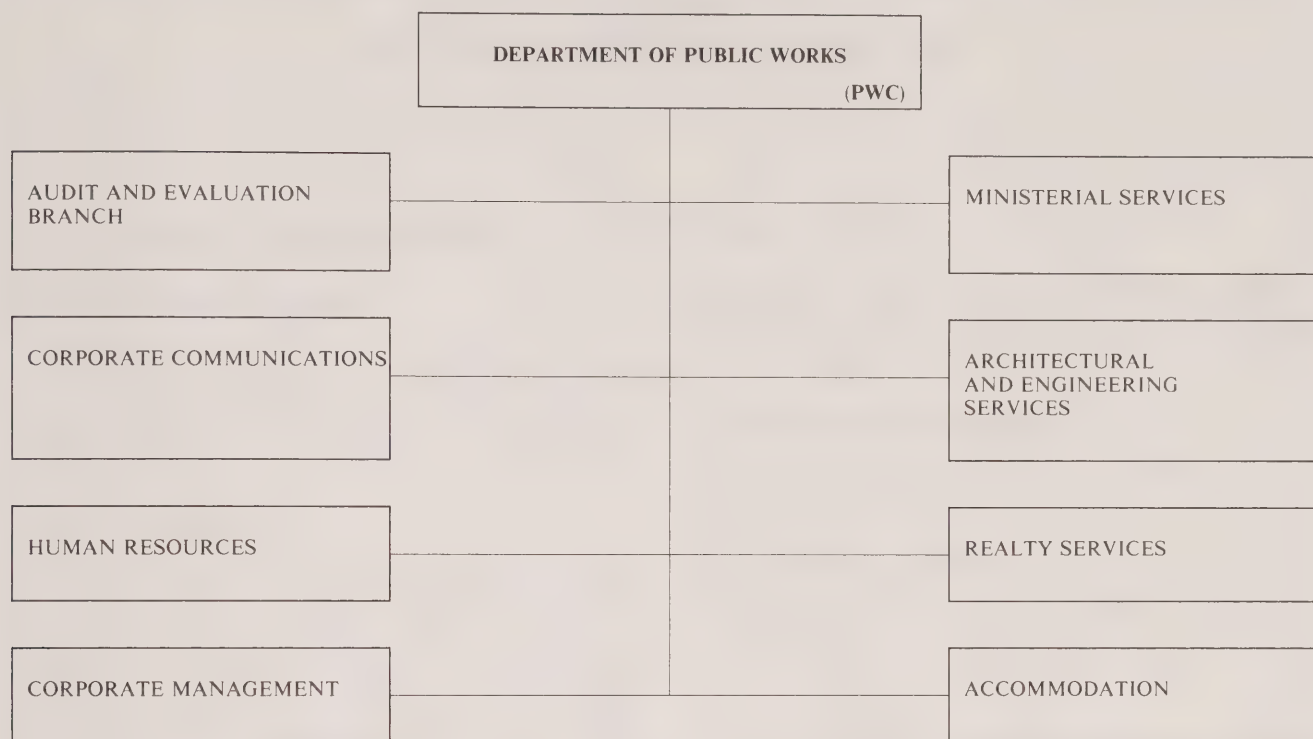 DEPARTMENT OF PUBLIC WORKS
(PWC)
AUDIT AND EVALUATION
BRANCH
MINISTERIAL SERVICES
CORPORATE COMMUNICATIONS
ARCHITECTURAL
AND ENGINEERING
SERVICES
HUMAN RESOURCES
REALTY SERVICES
CORPORATE MANAGEMENT
ACCOMMODATION